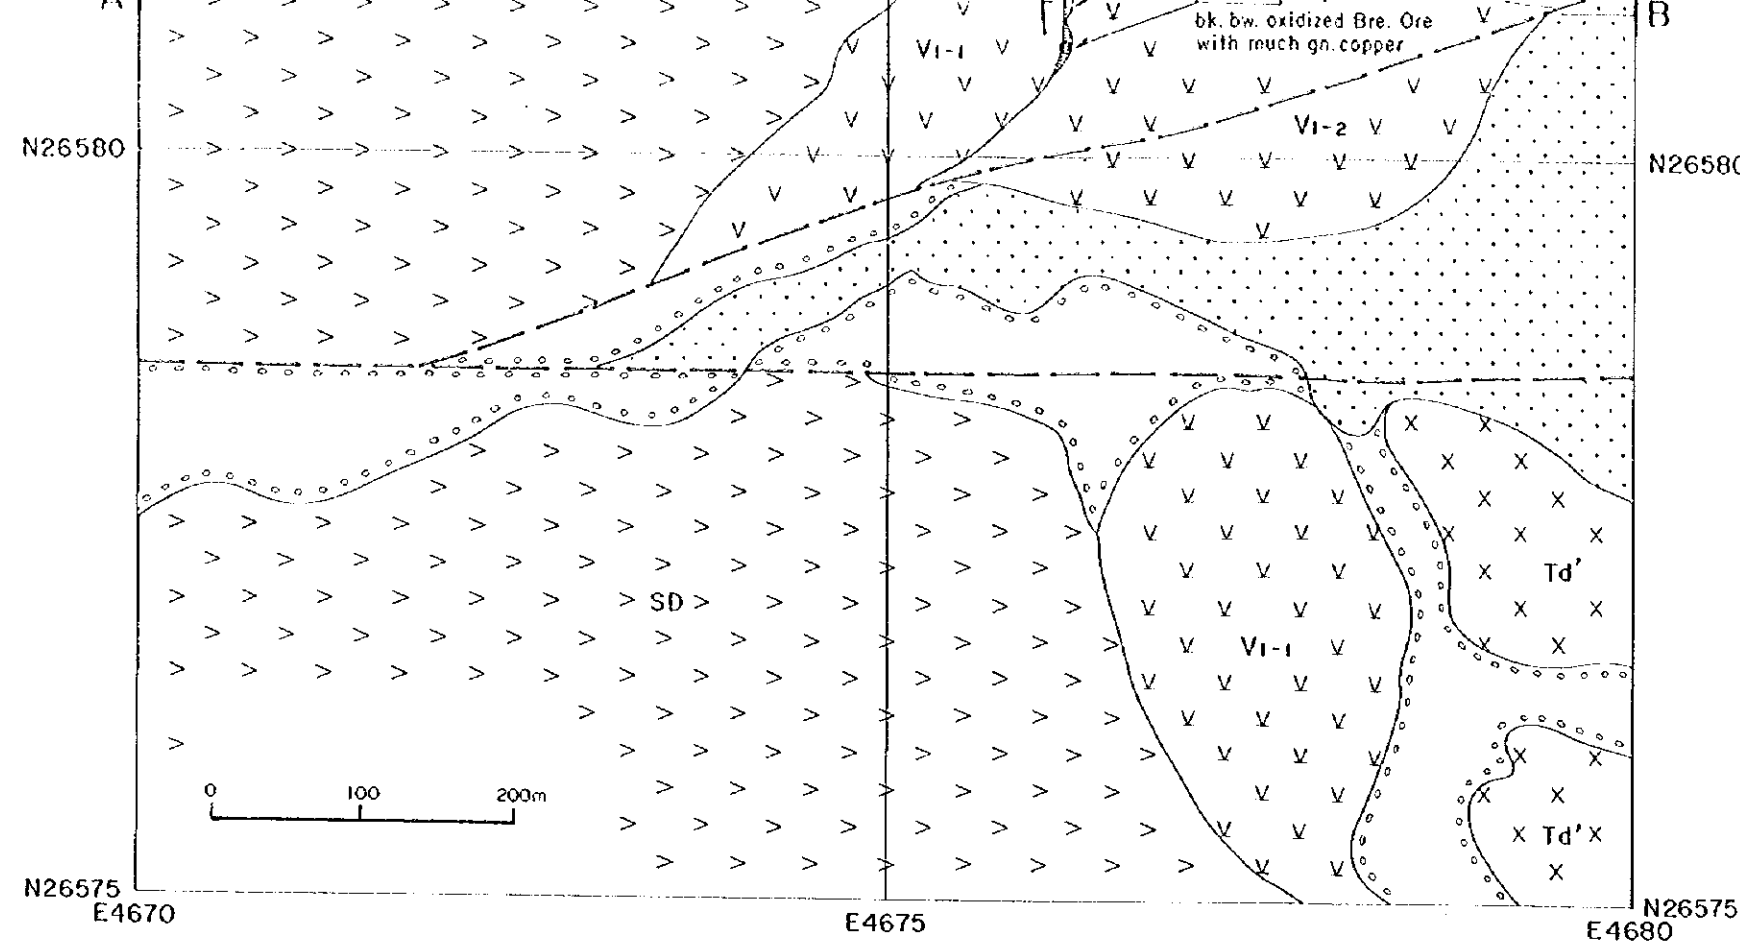 B
bk. bw. oxidized Bre. Ore
with much gn. copper
V1-1
V1-2
N26580
N26580
SD
Td'
V1-1
0 100 200m
Td'
N26575
N26575
E4670
E4675
E4680